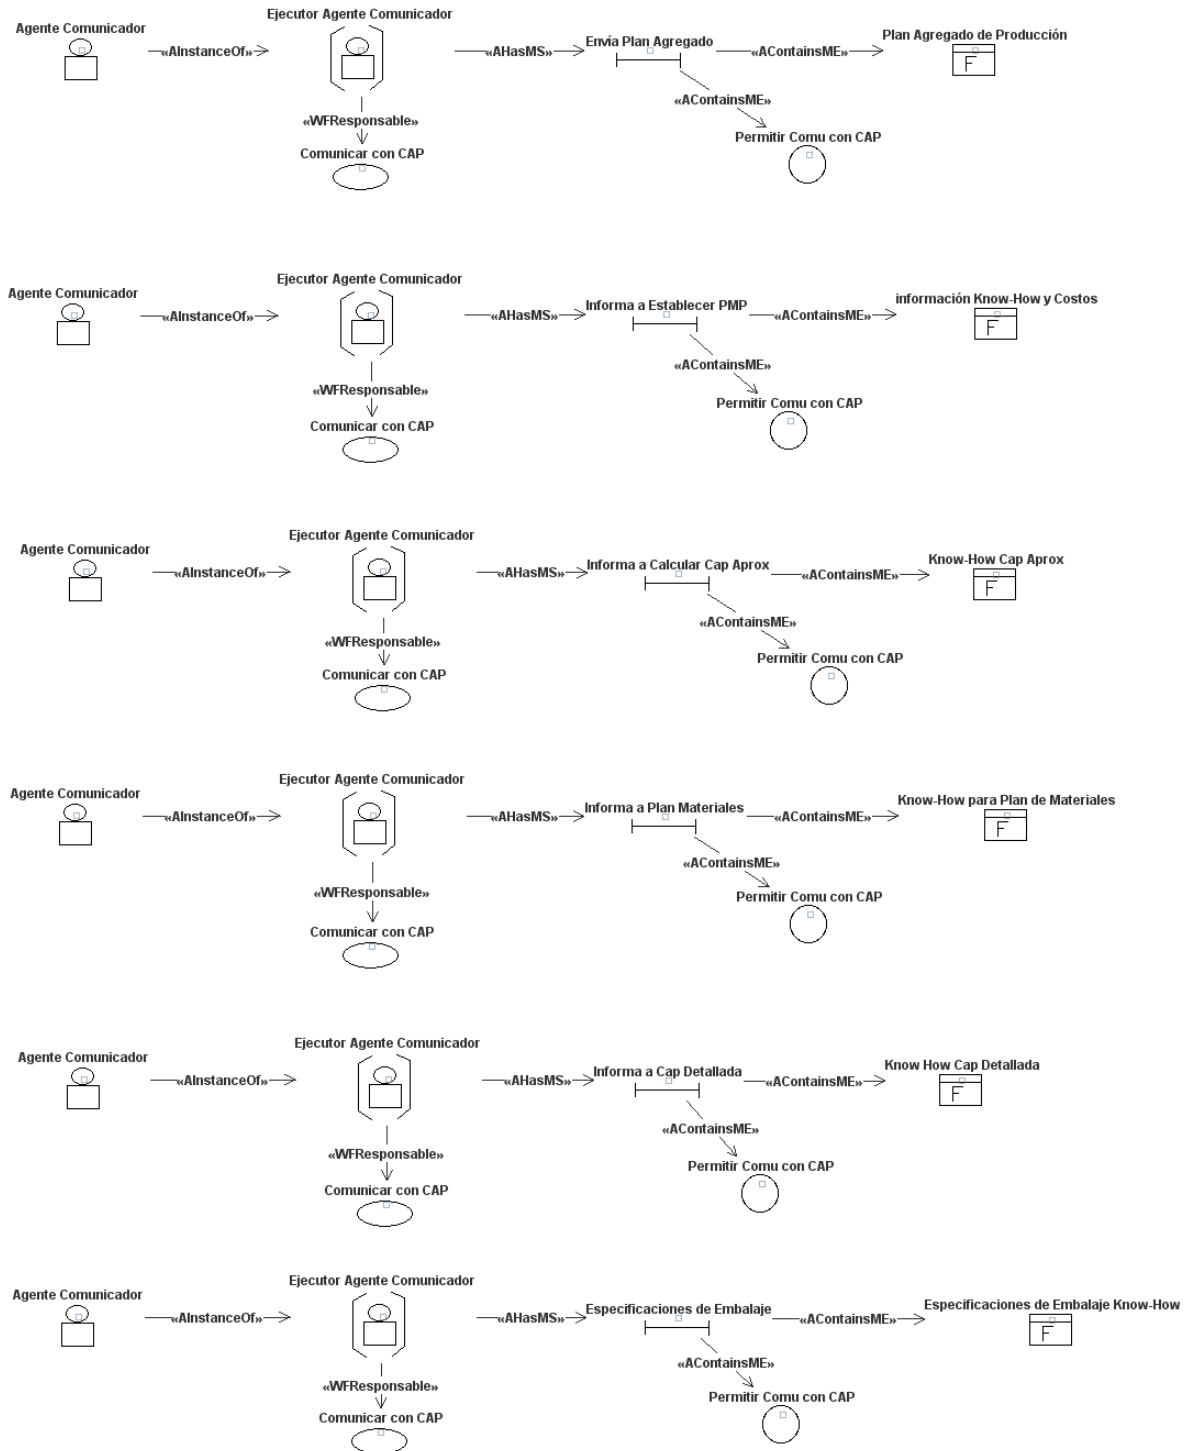 Agente Comunicador
«AInstanceOf»
Ejecutor Agente Comunicador
«AHasMS»
Envía Plan Agregado
«AContainsME»
Plan Agregado de Producción
F
«AContainsME»
«WFResponsable»
Permitir Comu con CAP
Comunicar con CAP
Agente Comunicador
«AInstanceOf»
Ejecutor Agente Comunicador
«AHasMS»
Informa a Establecer PMP
«AContainsME»
información Know-How y Costos
F
«AContainsME»
«WFResponsable»
Permitir Comu con CAP
Comunicar con CAP
Agente Comunicador
«AInstanceOf»
Ejecutor Agente Comunicador
«AHasMS»
Informa a Calcular Cap Aprox
«AContainsME»
Know-How Cap Aprox
F
«AContainsME»
«WFResponsable»
Permitir Comu con CAP
Comunicar con CAP
Agente Comunicador
«AInstanceOf»
Ejecutor Agente Comunicador
«AHasMS»
Informa a Plan Materiales
«AContainsME»
Know-How para Plan de Materiales
F
«AContainsME»
«WFResponsable»
Permitir Comu con CAP
Comunicar con CAP
Agente Comunicador
«AInstanceOf»
Ejecutor Agente Comunicador
«AHasMS»
Informa a Cap Detallada
«AContainsME»
Know How Cap Detallada
F
«AContainsME»
«WFResponsable»
Permitir Comu con CAP
Comunicar con CAP
Agente Comunicador
«AInstanceOf»
Ejecutor Agente Comunicador
«AHasMS»
Especificaciones de Embalaje
«AContainsME»
Especificaciones de Embalaje Know-How
F
«AContainsME»
«WFResponsable»
Permitir Comu con CAP
Comunicar con CAP